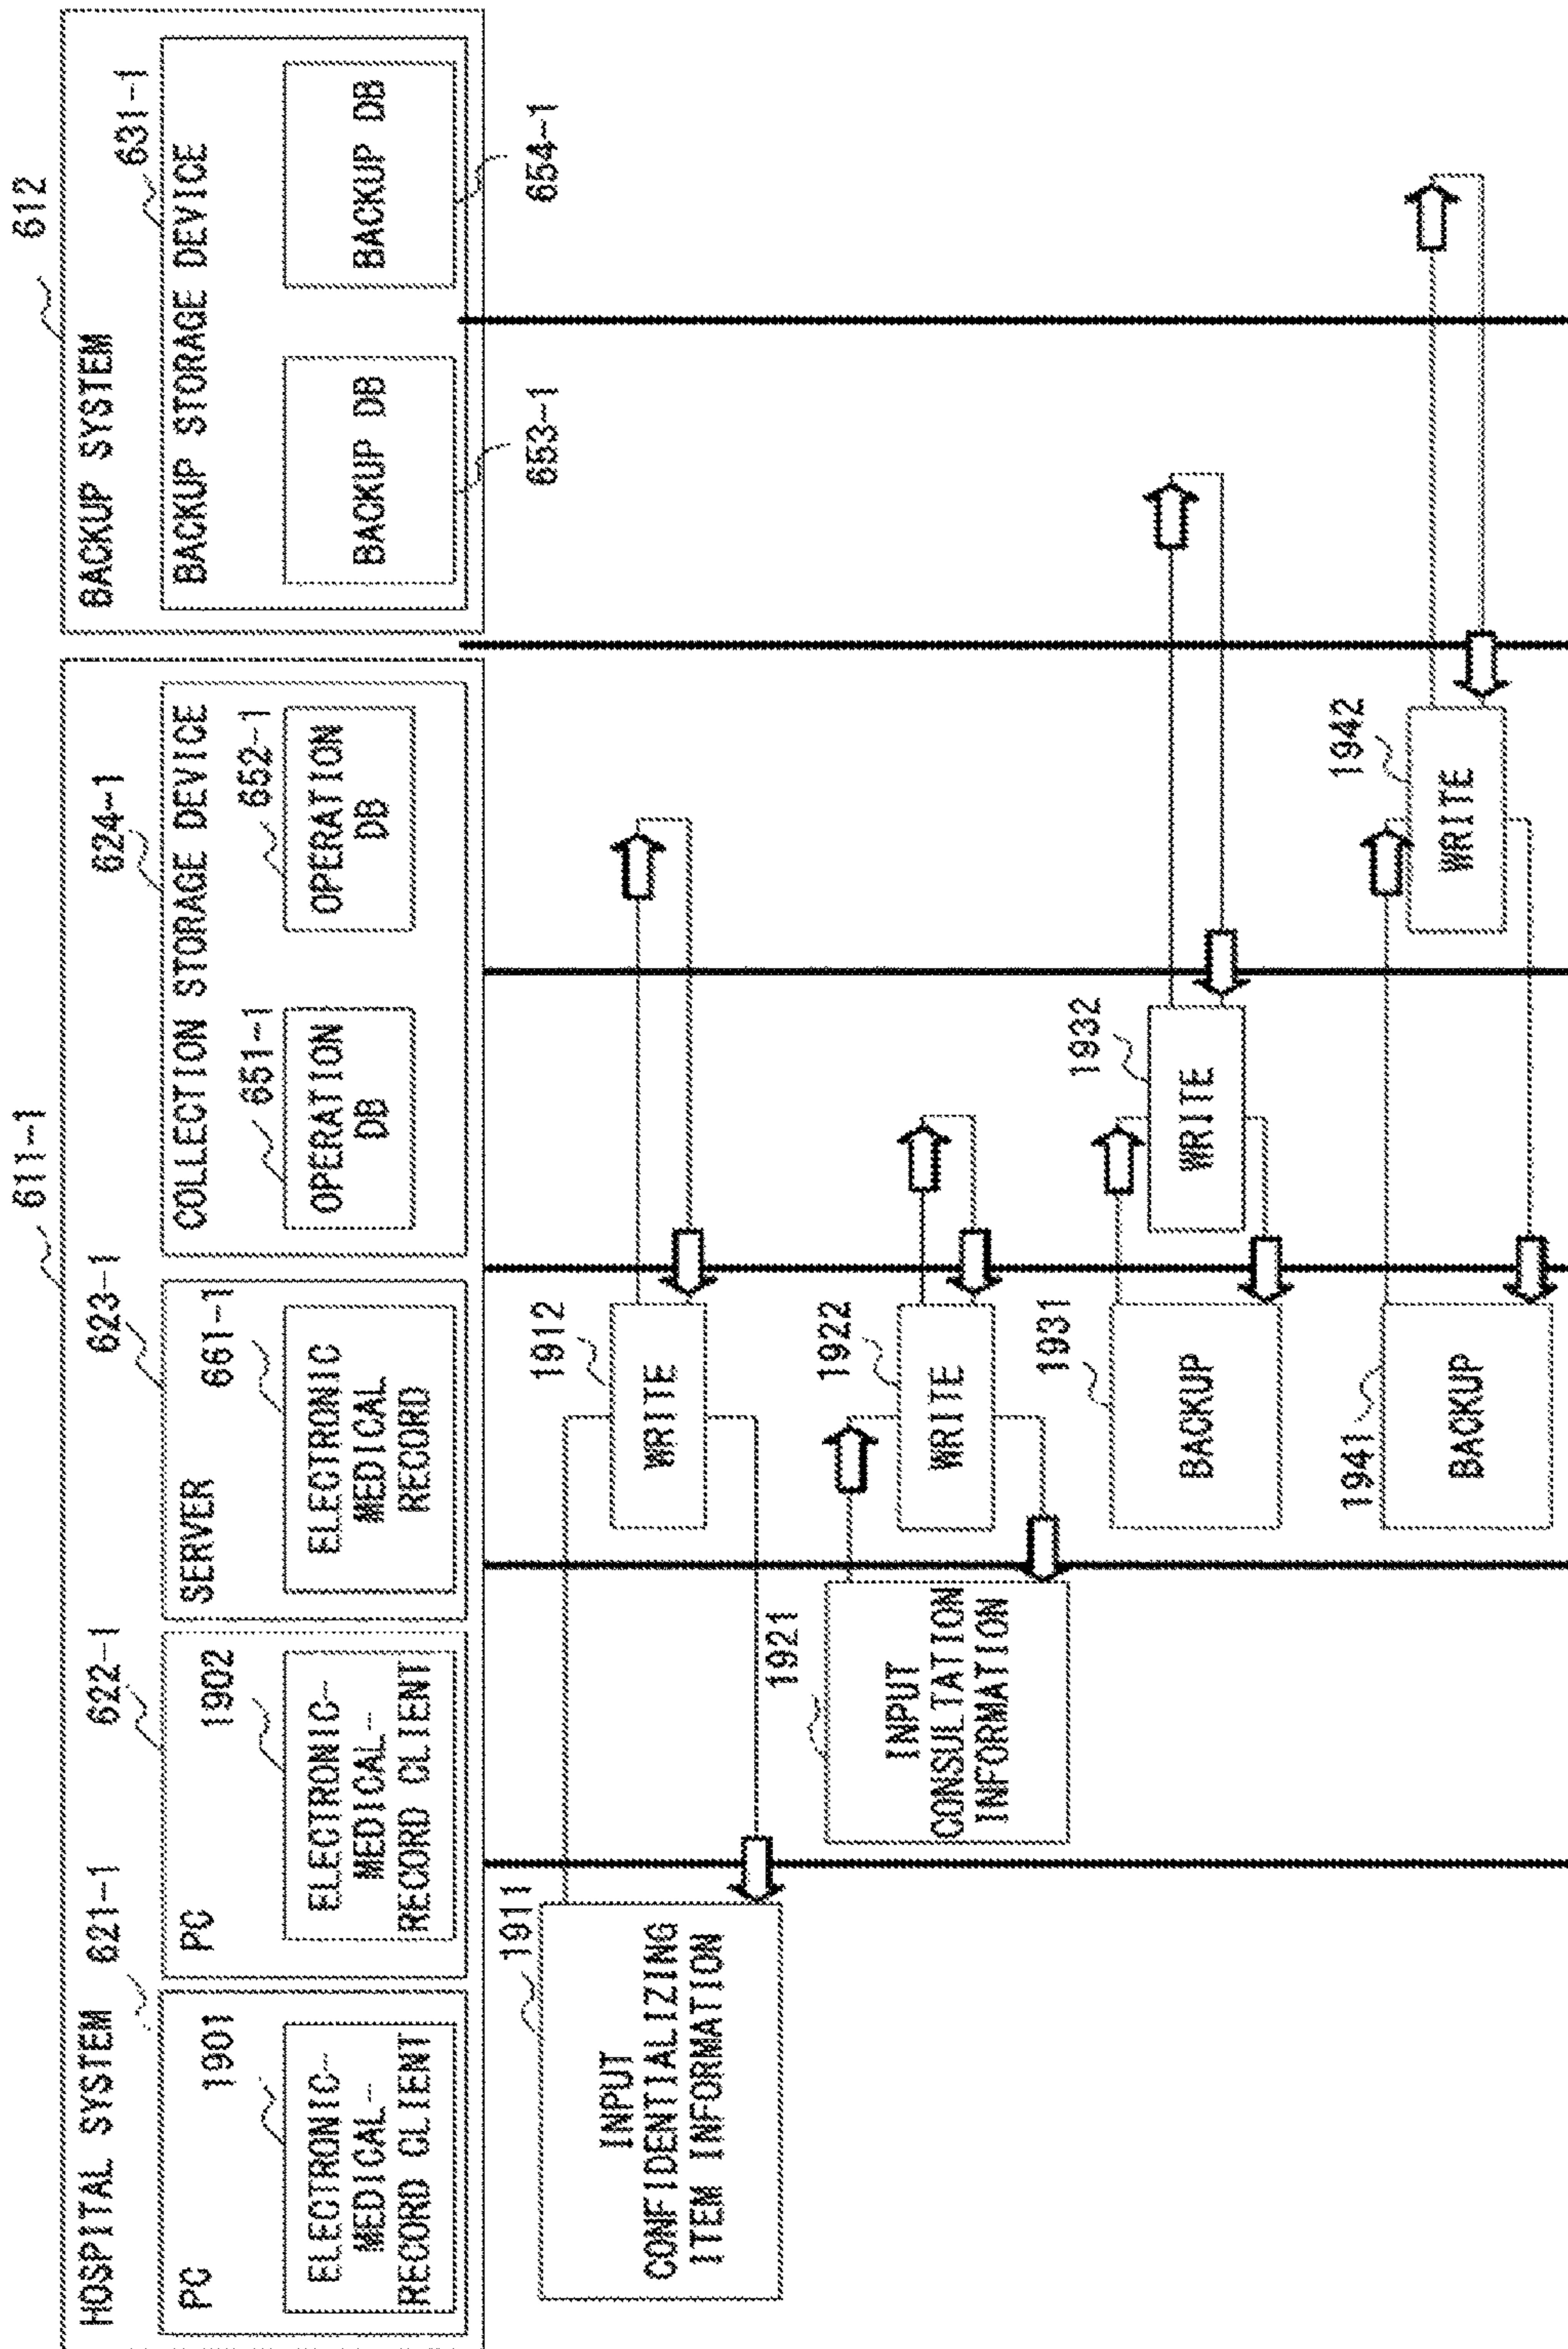 611-1
612
HOSPITAL SYSTEM
621-1
622-1
623-1
624-1
BACKUP SYSTEM
631-1
PC
1901
ELECTRONIC-
MEDICAL-
RECORD CLIENT
PC
1902
ELECTRONIC-
MEDICAL-
RECORD CLIENT
SERVER
661-1
ELECTRONIC
MEDICAL
RECORD
COLLECTION STORAGE DEVICE
651-1
OPERATION
DB
652-1
OPERATION
DB
BACKUP STORAGE DEVICE
BACKUP DB
BACKUP DB
653-1
654-1
1911
INPUT
CONFIDENTIALIZING
ITEM INFORMATION
1912
WRITE
1921
INPUT
CONSULTATION
INFORMATION
1922
WRITE
1931
BACKUP
1932
WRITE
1941
BACKUP
1942
WRITE